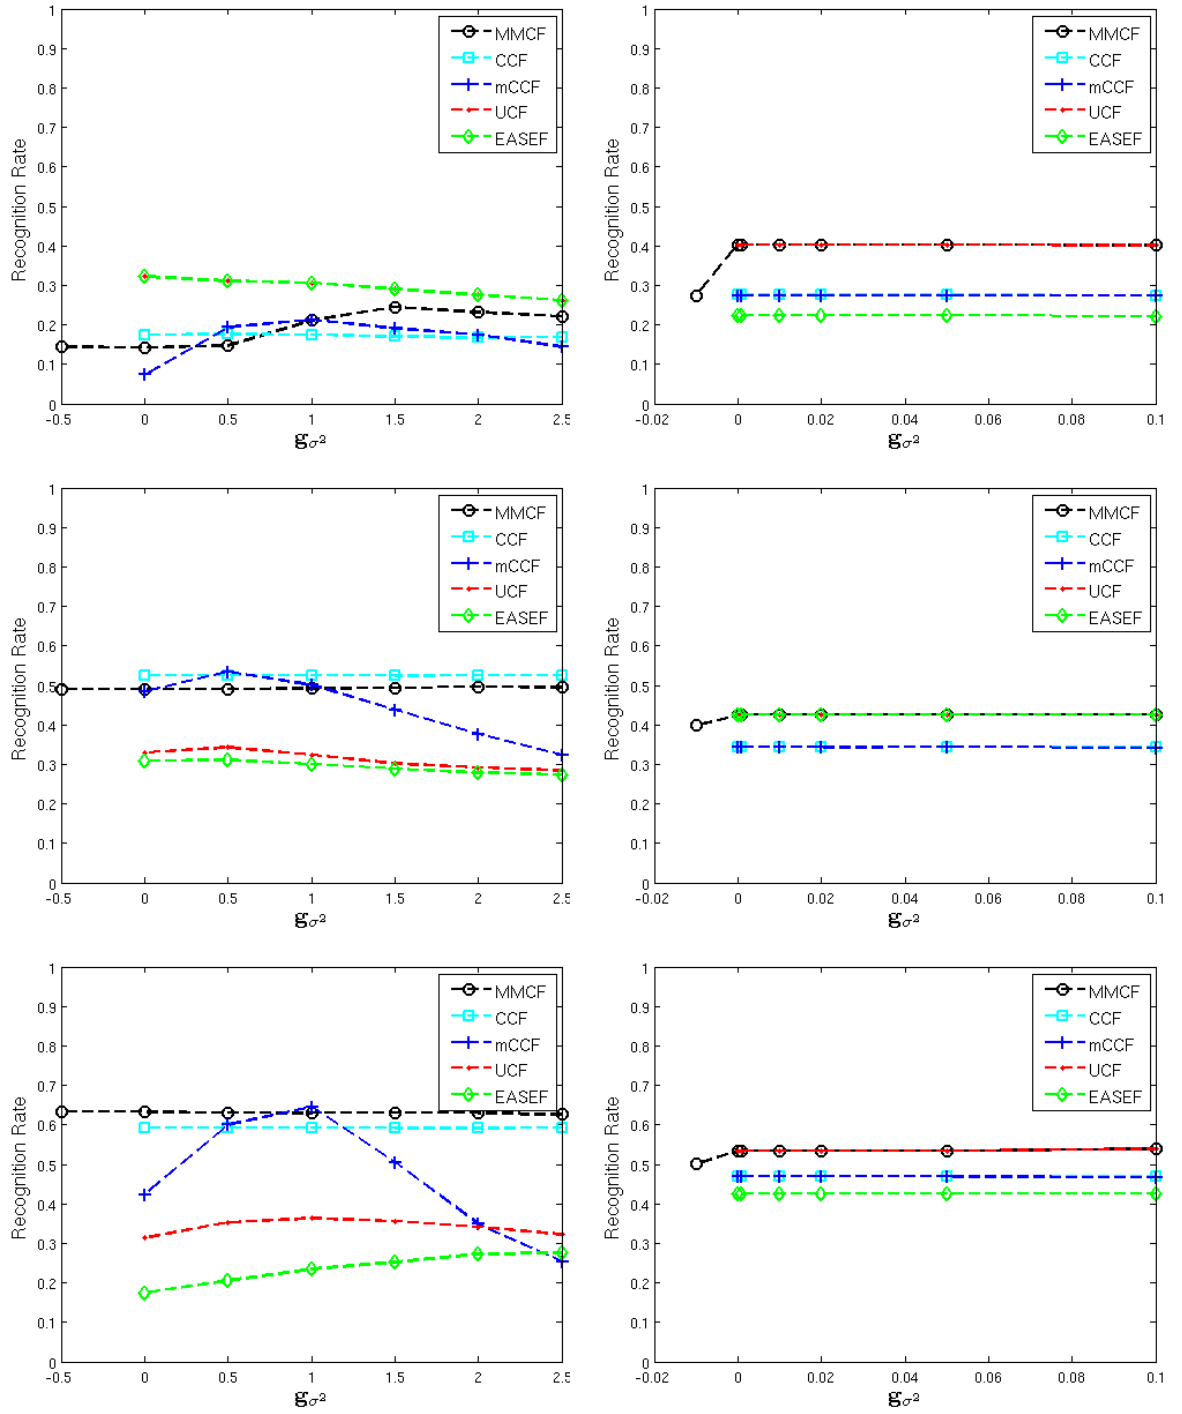 1
0.9
0.8
0.7
0.6
0.5
0.4
0.3
0.2
0.1
0
Recognition Rate
-0.5 0 0.5 1 1.5 2 2.5
g_σ²
MMCF
CCF
mCCF
UCF
EASEF
1
0.9
0.8
0.7
0.6
0.5
0.4
0.3
0.2
0.1
0
Recognition Rate
-0.02 0 0.02 0.04 0.06 0.08 0.1
g_σ²
MMCF
CCF
mCCF
UCF
EASEF
1
0.9
0.8
0.7
0.6
0.5
0.4
0.3
0.2
0.1
0
Recognition Rate
-0.5 0 0.5 1 1.5 2 2.5
g_σ²
MMCF
CCF
mCCF
UCF
EASEF
1
0.9
0.8
0.7
0.6
0.5
0.4
0.3
0.2
0.1
0
Recognition Rate
-0.02 0 0.02 0.04 0.06 0.08 0.1
g_σ²
MMCF
CCF
mCCF
UCF
EASEF
1
0.9
0.8
0.7
0.6
0.5
0.4
0.3
0.2
0.1
0
Recognition Rate
-0.5 0 0.5 1 1.5 2 2.5
g_σ²
MMCF
CCF
mCCF
UCF
EASEF
1
0.9
0.8
0.7
0.6
0.5
0.4
0.3
0.2
0.1
0
Recognition Rate
-0.02 0 0.02 0.04 0.06 0.08 0.1
g_σ²
MMCF
CCF
mCCF
UCF
EASEF